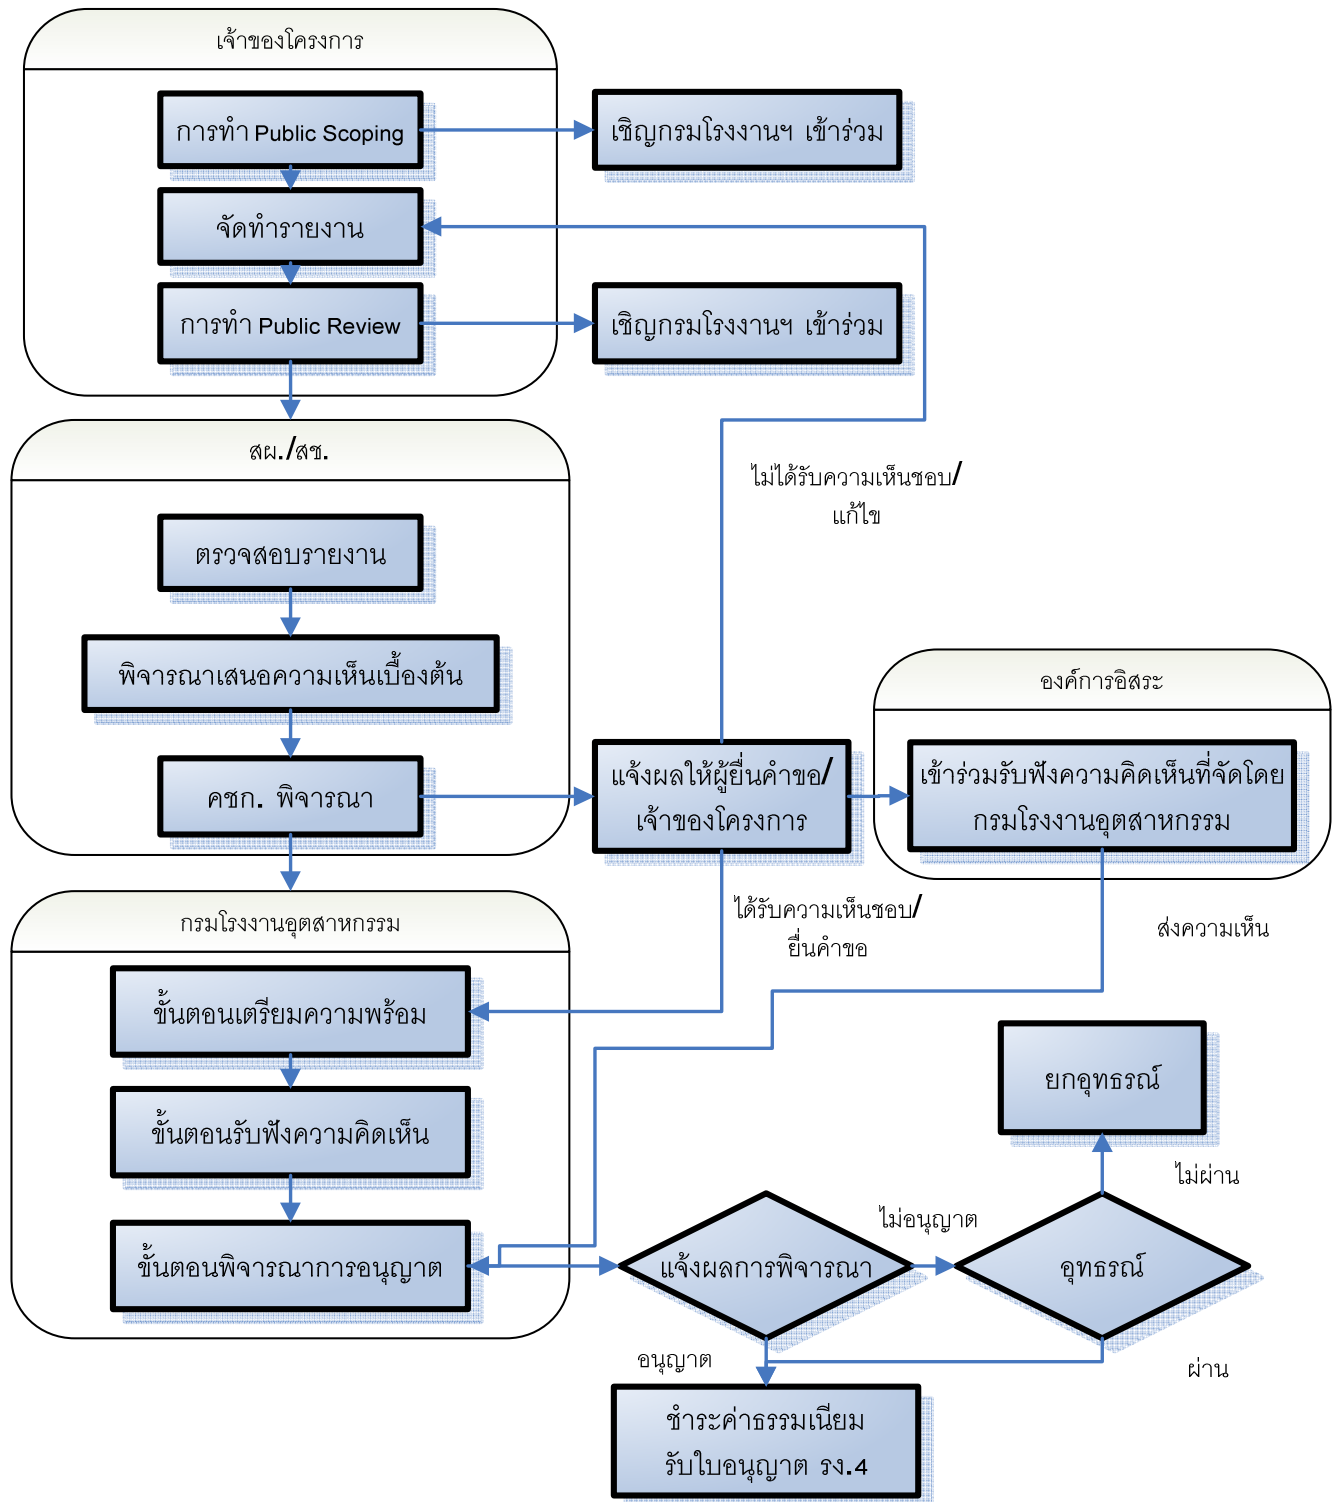 เจ้าของโครงการ
การทำ Public Scoping
เชิญกรมโรงงานฯ เข้าร่วม
จัดทำรายงาน
การทำ Public Review
เชิญกรมโรงงานฯ เข้าร่วม
สผ./สช.
ไม่ได้รับความเห็นชอบ/
แก้ไข
ตรวจสอบรายงาน
พิจารณาเสนอความเห็นเบื้องต้น
องค์การอิสระ
คชก. พิจารณา
แจ้งผลให้ผู้ยื่นคำขอ/
เจ้าของโครงการ
เข้าร่วมรับฟังความคิดเห็นที่จัดโดย
กรมโรงงานอุตสาหกรรม
กรมโรงงานอุตสาหกรรม
ได้รับความเห็นชอบ/
ยื่นคำขอ
ส่งความเห็น
ขั้นตอนเตรียมความพร้อม
ยกอุทธรณ์
ขั้นตอนรับฟังความคิดเห็น
ไม่ผ่าน
ไม่อนุญาต
ขั้นตอนพิจารณาการอนุญาต
แจ้งผลการพิจารณา
อุทธรณ์
อนุญาต
ผ่าน
ชำระค่าธรรมเนียม
รับใบอนุญาต รง.4